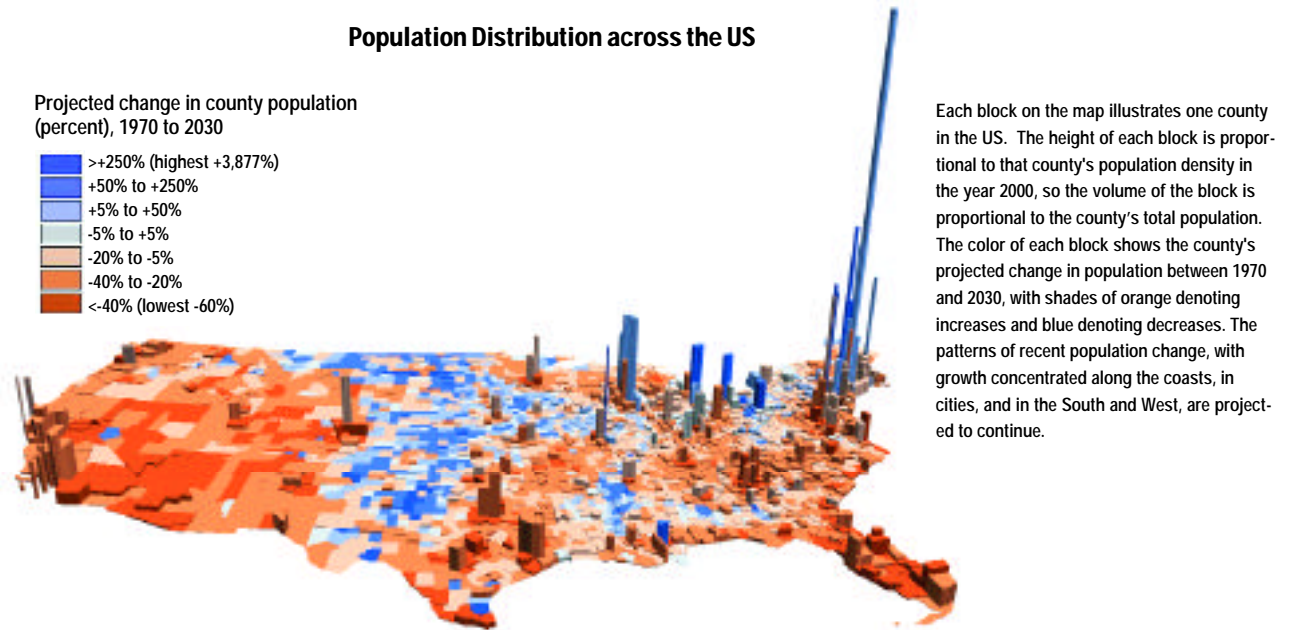 Population Distribution across the US
Projected change in county population
(percent), 1970 to 2030
>+250% (highest +3,877%)
+50% to +250%
+5% to +50%
-5% to +5%
-20% to -5%
-40% to -20%
<-40% (lowest -60%)
Each block on the map illustrates one county
in the US. The height of each block is propor-
tional to that county's population density in
the year 2000, so the volume of the block is
proportional to the county's total population.
The color of each block shows the county's
projected change in population between 1970
and 2030, with shades of orange denoting
increases and blue denoting decreases. The
patterns of recent population change, with
growth concentrated along the coasts, in
cities, and in the South and West, are project-
ed to continue.